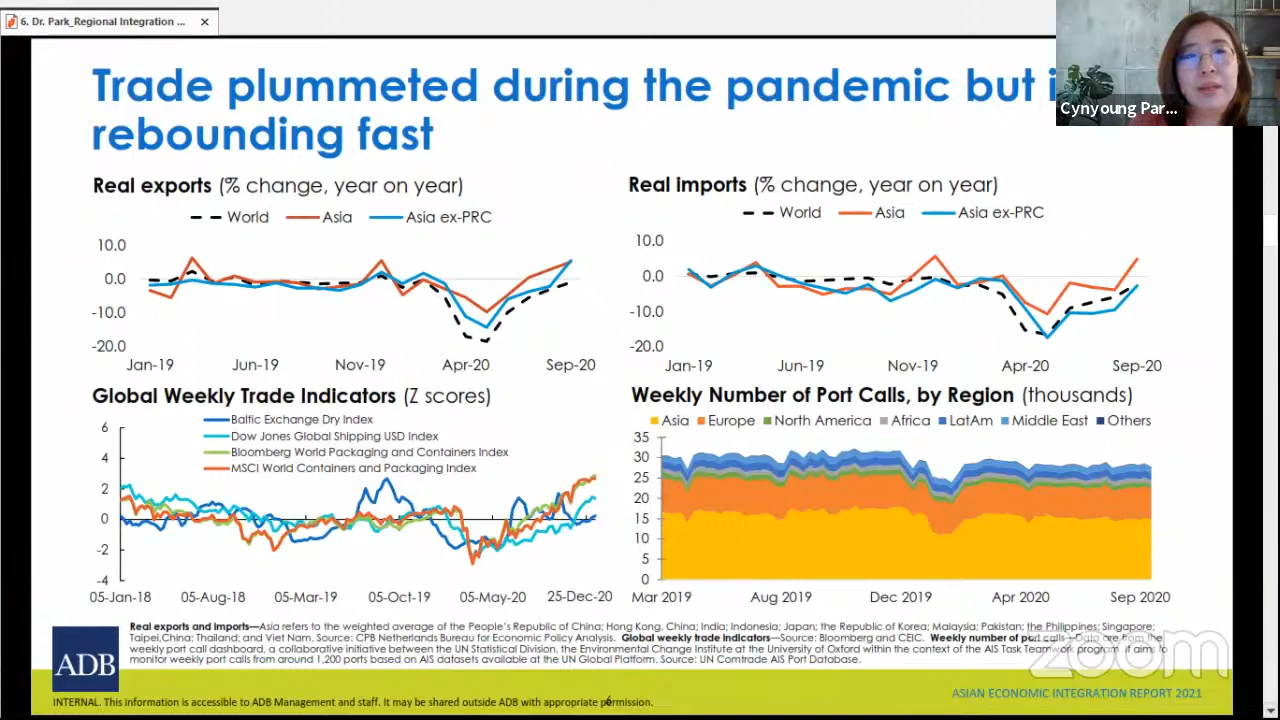 6. Dr. Park_Regional Integration ...
Cynyoung Par...
Trade plummeted during the pandemic but i
rebounding fast
Real exports (% change, year on year)
World Asia Asia ex-PRC
10.0
0.0
-10.0
-20.0
Jan-19 Jun-19 Nov-19 Apr-20 Sep-20
Real imports (% change, year on year)
World Asia Asia ex-PRC
10.0
0.0
-10.0
-20.0
Jan-19 Jun-19 Nov-19 Apr-20 Sep-20
Global Weekly Trade Indicators (Z scores)
Baltic Exchange Dry Index
Dow Jones Global Shipping USD Index
Bloomberg World Packaging and Containers Index
MSCI World Containers and Packaging Index
6
4
2
0
-2
-4
05-Jan-18 05-Aug-18 05-Mar-19 05-Oct-19 05-May-20 25-Dec-20
Weekly Number of Port Calls, by Region (thousands)
Asia Europe North America Africa LatAm Middle East Others
35
30
25
20
15
10
5
0
Mar 2019 Aug 2019 Dec 2019 Apr 2020 Sep 2020
Real exports and imports—Asia refers to the weighted average of the People's Republic of China; Hong Kong, China; India; Indonesia; Japan; the Republic of Korea; Malaysia; Pakistan; the Philippines; Singapore;
Taipei,China; Thailand; and Viet Nam. Source: CPB Netherlands Bureau for Economic Policy Analysis. Global weekly trade indicators—Source: Bloomberg and CEIC. Weekly number of port calls—Data are from the
weekly port call dashboard, a collaborative initiative between the UN Statistical Division, the Environmental Change Institute at the University of Oxford within the context of the AIS Task Teamwork program. It aims to
monitor weekly port calls from around 1,200 ports based on AIS datasets available at the UN Global Platform. Source: UN Comtrade AIS Port Database.
zoom
ADB
ASIAN ECONOMIC INTEGRATION REPORT 2021
INTERNAL. This information is accessible to ADB Management and staff. It may be shared outside ADB with appropriate permission.
6